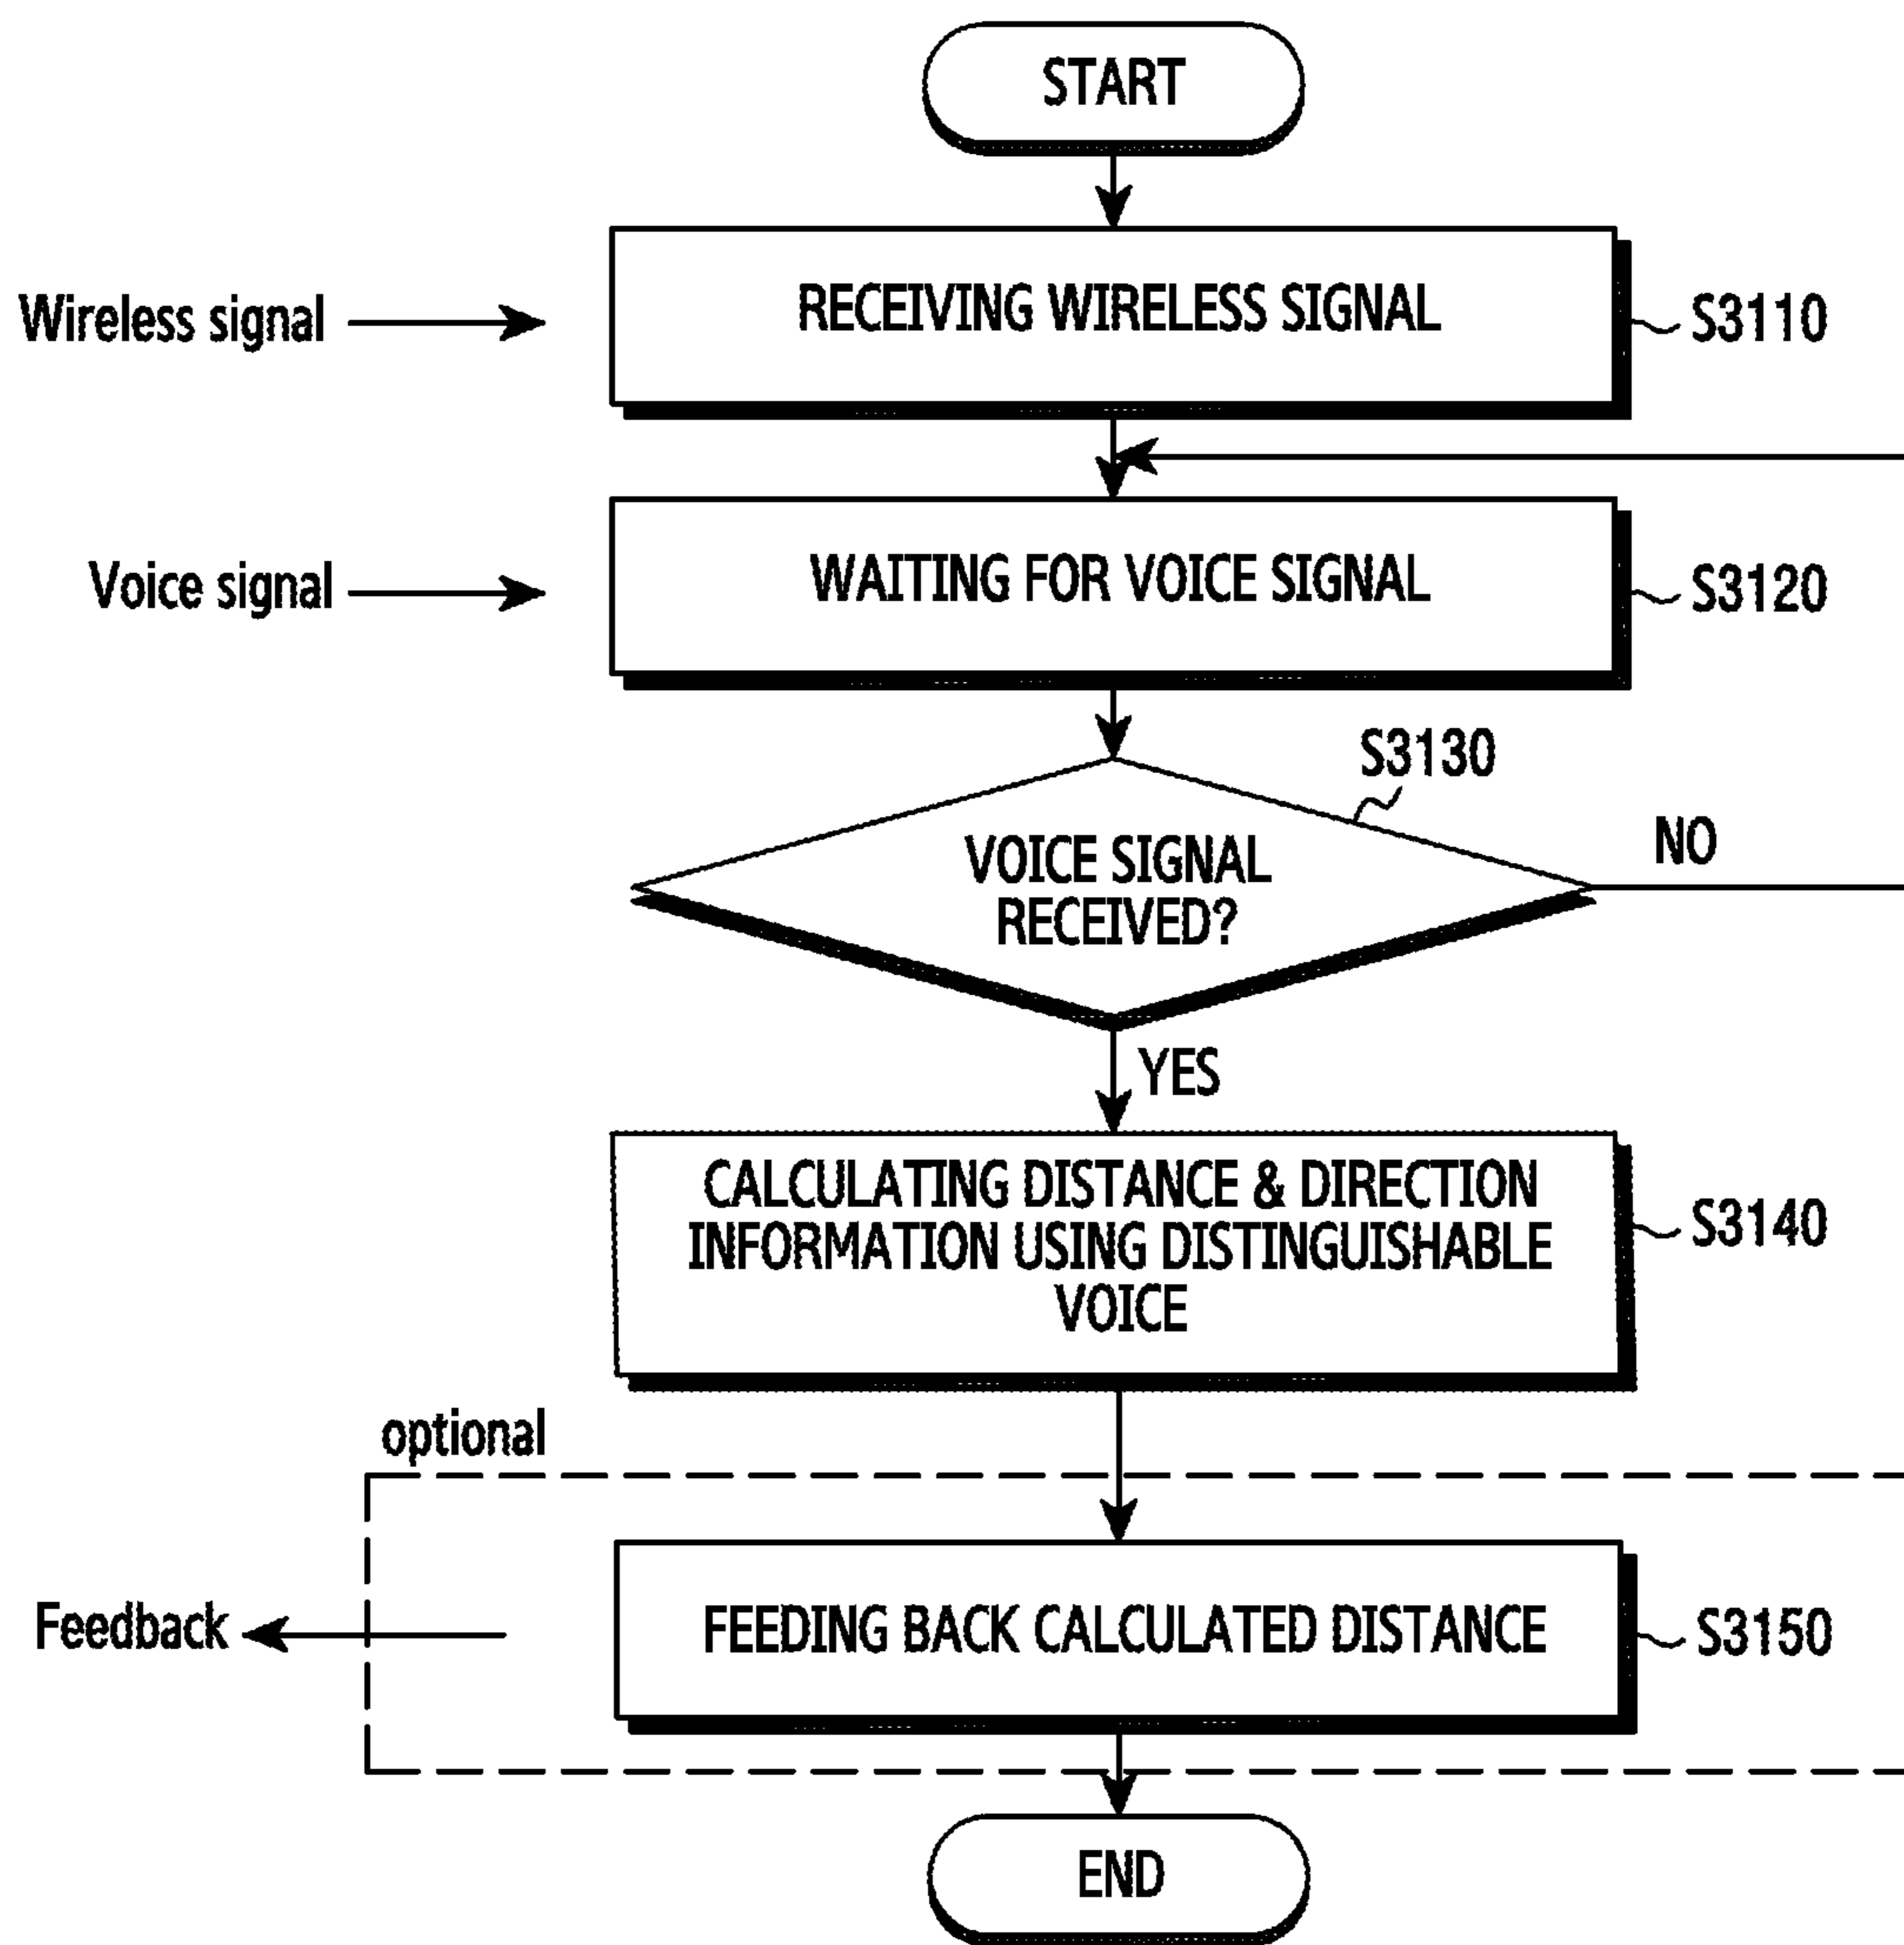 START
Wireless signal
RECEIVING WIRELESS SIGNAL
S3110
Voice signal
WAITING FOR VOICE SIGNAL
S3120
S3130
VOICE SIGNAL
RECEIVED?
NO
YES
CALCULATING DISTANCE & DIRECTION
INFORMATION USING DISTINGUISHABLE
VOICE
S3140
optional
Feedback
FEEDING BACK CALCULATED DISTANCE
S3150
END